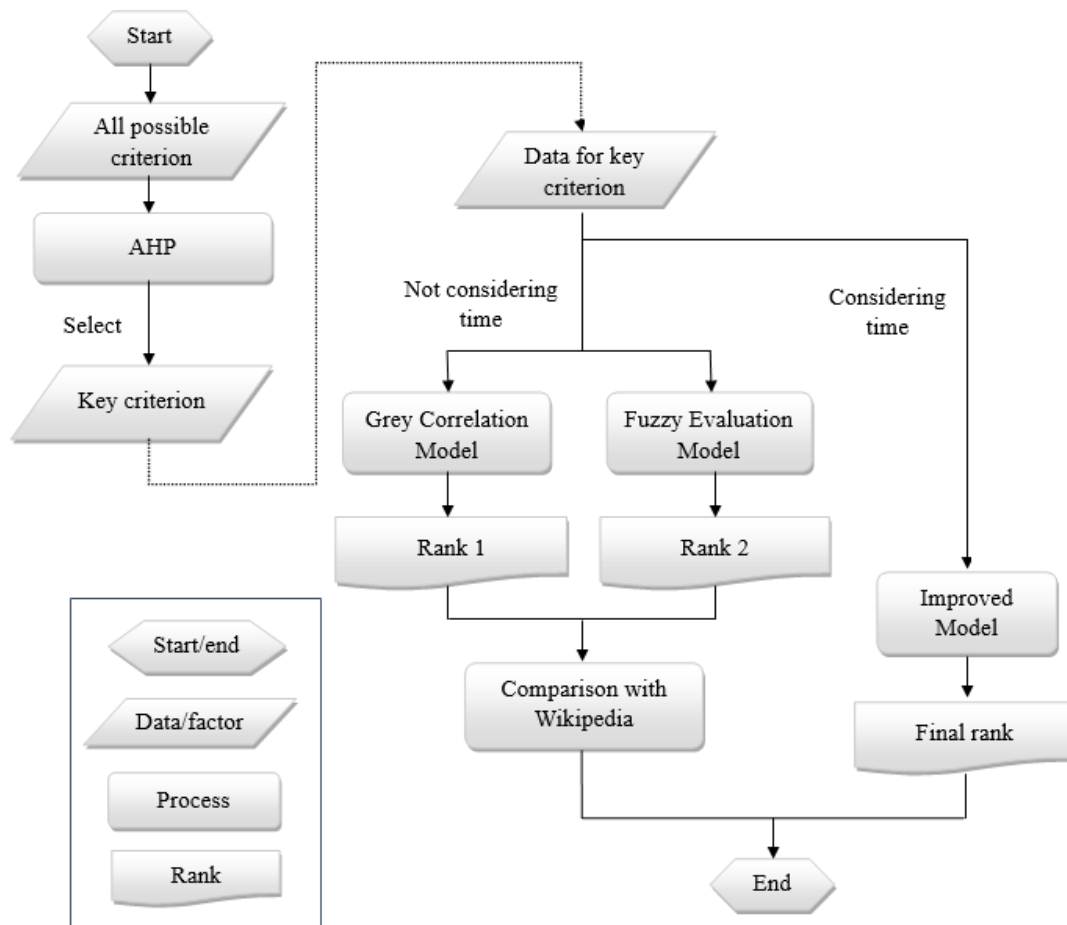 Start
All possible
criterion
AHP
Select
Key criterion
Data for key
criterion
Not considering
time
Considering
time
Grey Correlation
Model
Fuzzy Evaluation
Model
Rank 1
Rank 2
Comparison with
Wikipedia
Improved
Model
Final rank
End
Start/end
Data/factor
Process
Rank